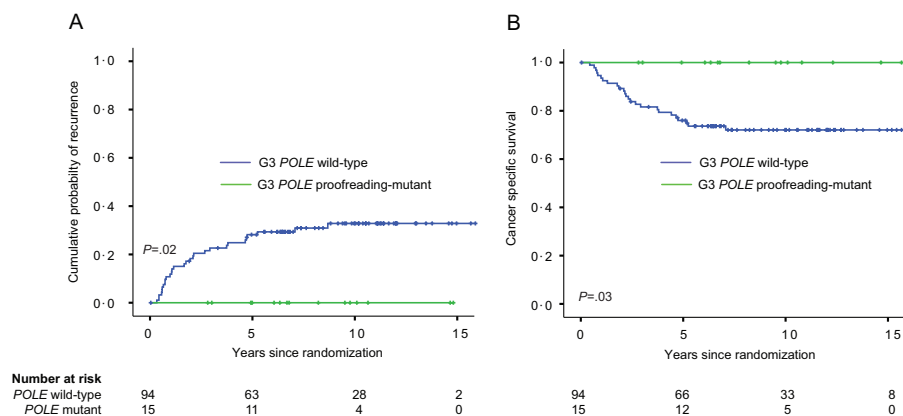 A
Cumulative probability of recurrence
1·0
0·8
0·6
0·4
0·2
0·0
G3 POLE wild-type
G3 POLE proofreading-mutant
P=.02
0 5 10 15
Years since randomization
B
Cancer specific survival
1·0
0·8
0·6
0·4
0·2
0·0
G3 POLE wild-type
G3 POLE proofreading-mutant
P=.03
0 5 10 15
Years since randomization
Number at risk
POLE wild-type 94 63 28 2 94 66 33 8
POLE mutant 15 11 4 0 15 12 5 0